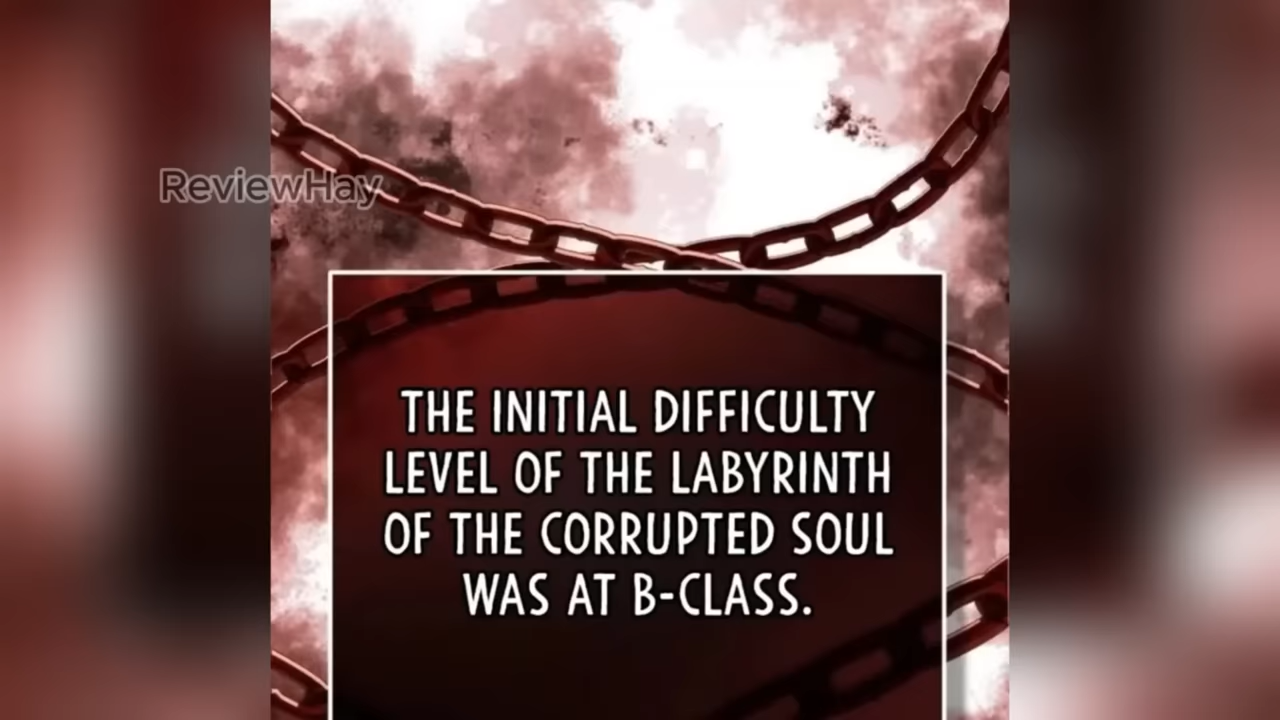 ReviewHay
THE INITIAL DIFFICULTY
LEVEL OF THE LABYRINTH
OF THE CORRUPTED SOUL
WAS AT B-CLASS.